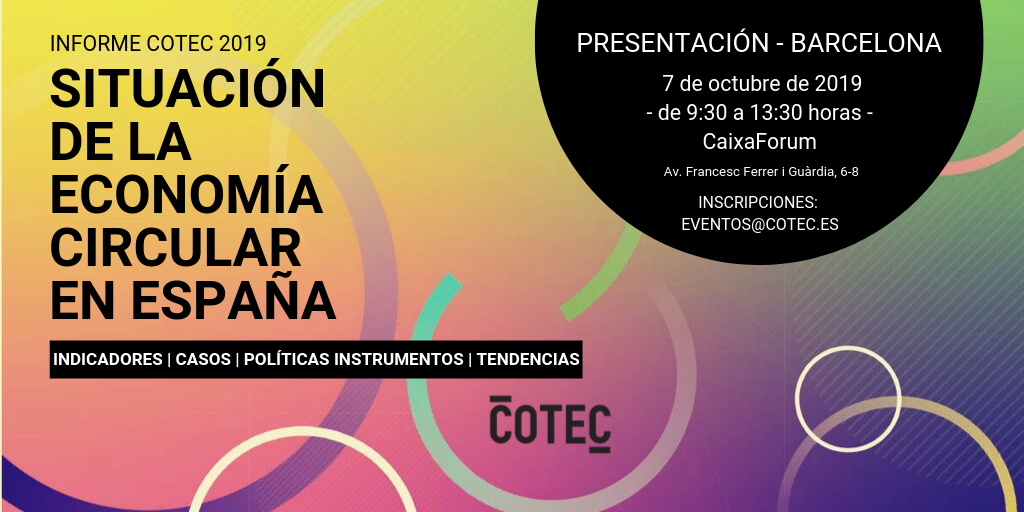 INFORME COTEC 2019
SITUACIÓN
DE LA
ECONOMÍA
CIRCULAR
EN ESPAÑA
INDICADORES | CASOS | POLÍTICAS INSTRUMENTOS | TENDENCIAS
PRESENTACIÓN - BARCELONA
7 de octubre de 2019
- de 9:30 a 13:30 horas -
CaixaForum
Av. Francesc Ferrer i Guàrdia, 6-8
INSCRIPCIONES:
EVENTOS@COTEC.ES
COTEC